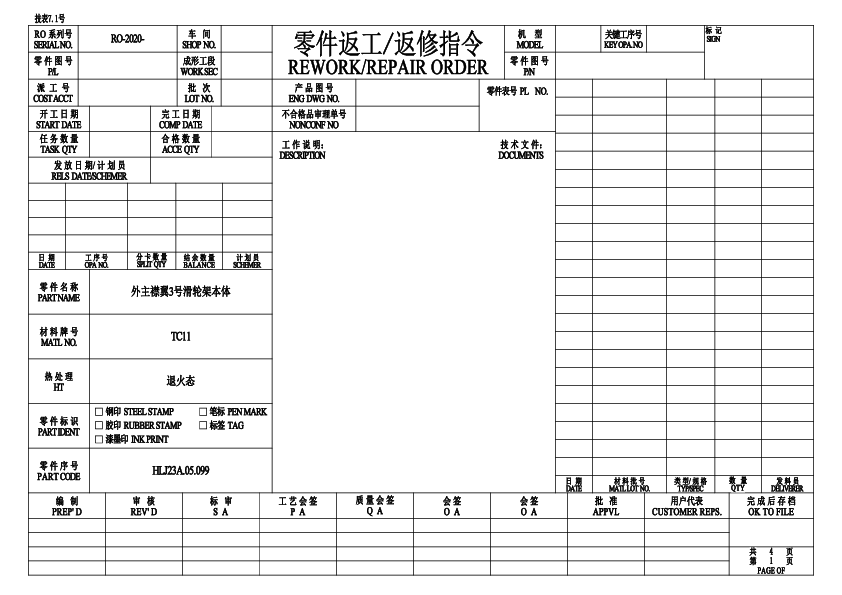 技表7.1号
RO 系列号 SERIAL NO.
RO-2020-
车 间 SHOP NO.
零件返工/返修指令
REWORK/REPAIR ORDER
机 型 MODEL
关键工序号 KEY OPA.NO
标 记 SIGN
零 件 图 号 P/L
成形工段 WORK SEC
零 件 图 号 P/N
派 工 号 COST ACCT
批 次 LOT NO.
产 品 图 号 ENG DWG NO.
零件表号 PL NO.
开 工 日 期 START DATE
完 工 日 期 COMP DATE
不合格品审理单号 NONCONF NO
任 务 数 量 TASK QTY
合 格 数 量 ACCE QTY
工 作 说 明: DESCRIPTION
技 术 文 件: DOCUMENTS
发 放 日 期/ 计 划 员
RELS DATE/SCHEMER
日 期 DATE
工 序 号 OPA NO.
分 卡 数 量 SPLIT QTY
结 余 数 量 BALANCE
计 划 员 SCHEMER
零 件 名 称 PART NAME
外主襟翼3号滑轮架本体
材 料 牌 号 MATL NO.
TC11
热 处 理 HT
退火态
零 件 标 识 PART IDENT
□ 钢印 STEEL STAMP □ 笔标 PEN MARK
□ 胶印 RUBBER STAMP □ 标签 TAG
□ 漆墨印 INK PRINT
零 件 序 号 PART CODE
HLJ23A.05.099
日 期 DATE
材 料 批 号 MATL LOT NO.
类 型/ 规 格 TYP/SPEC
数 量 QTY
发 料 员 DELIVERER
编 制 PREP' D
审 核 REV' D
标 审 S A
工 艺 会 签 P A
质 量 会 签 Q A
会 签 O A
会 签 O A
批 准 APPVL
用户代表 CUSTOMER REPS.
完 成 后 存 档 OK TO FILE
共 4 页
第 1 页
PAGE OF